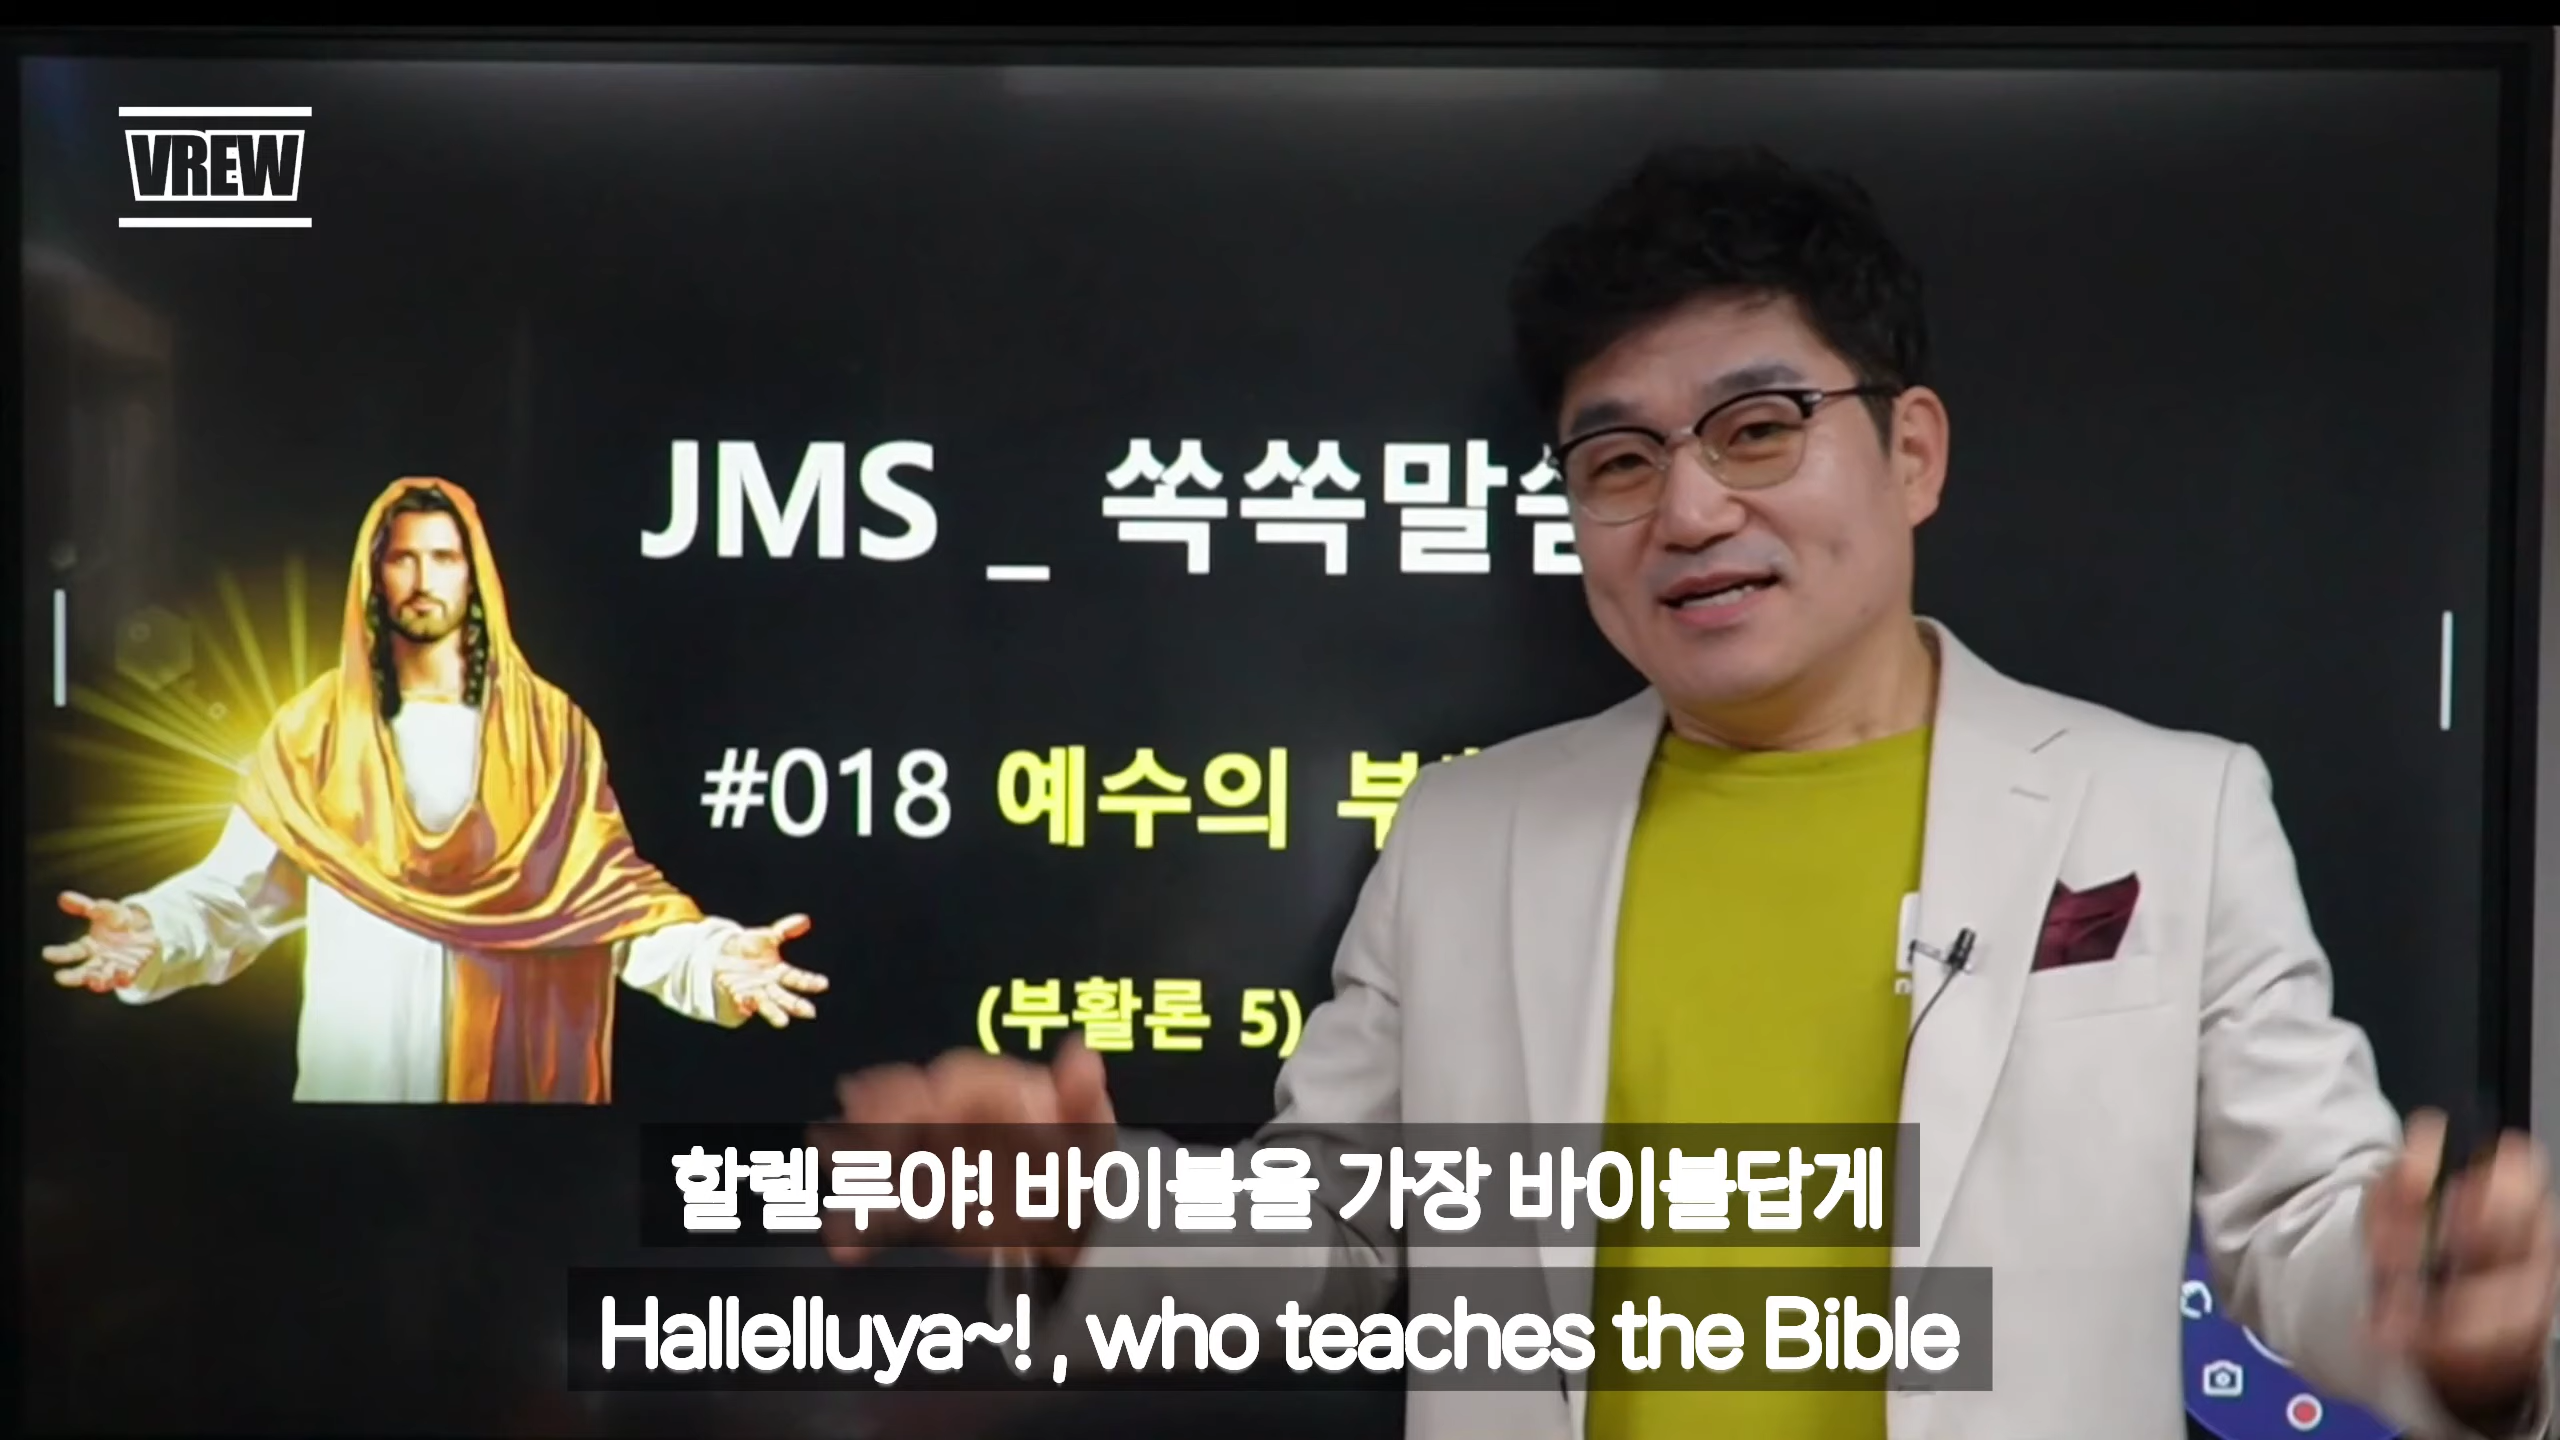 VREW
JMS _ 쏙쏙말씀
#018 예수의
(부활론 5)
할렐루야! 바이블을 가장 바이블답게
Hallelluya~! , who teaches the Bible